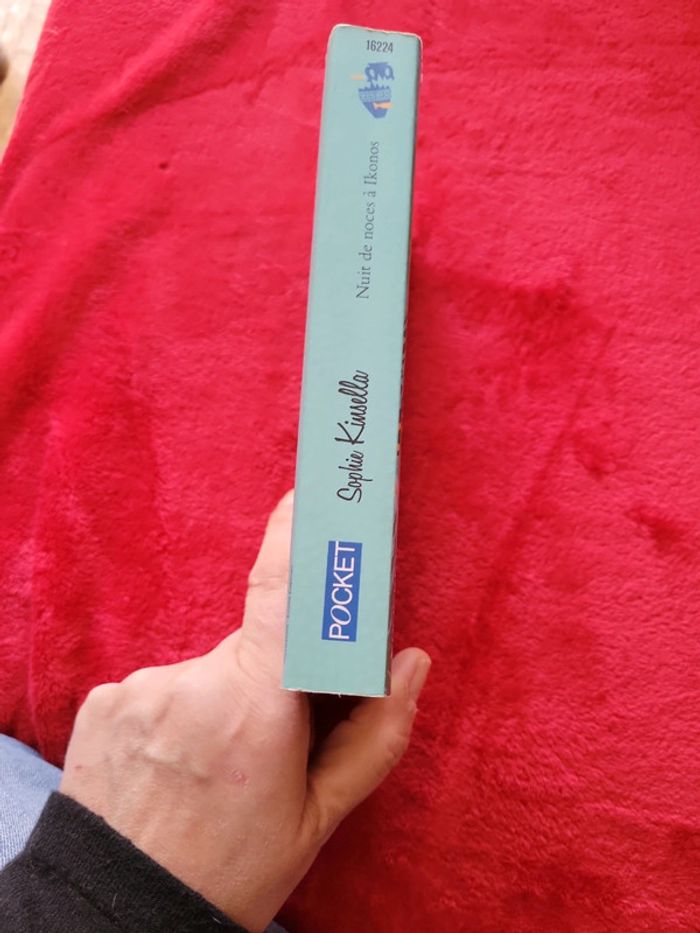 16224
Nuit de noces à Ikonos
Sophie Kinsella
POCKET